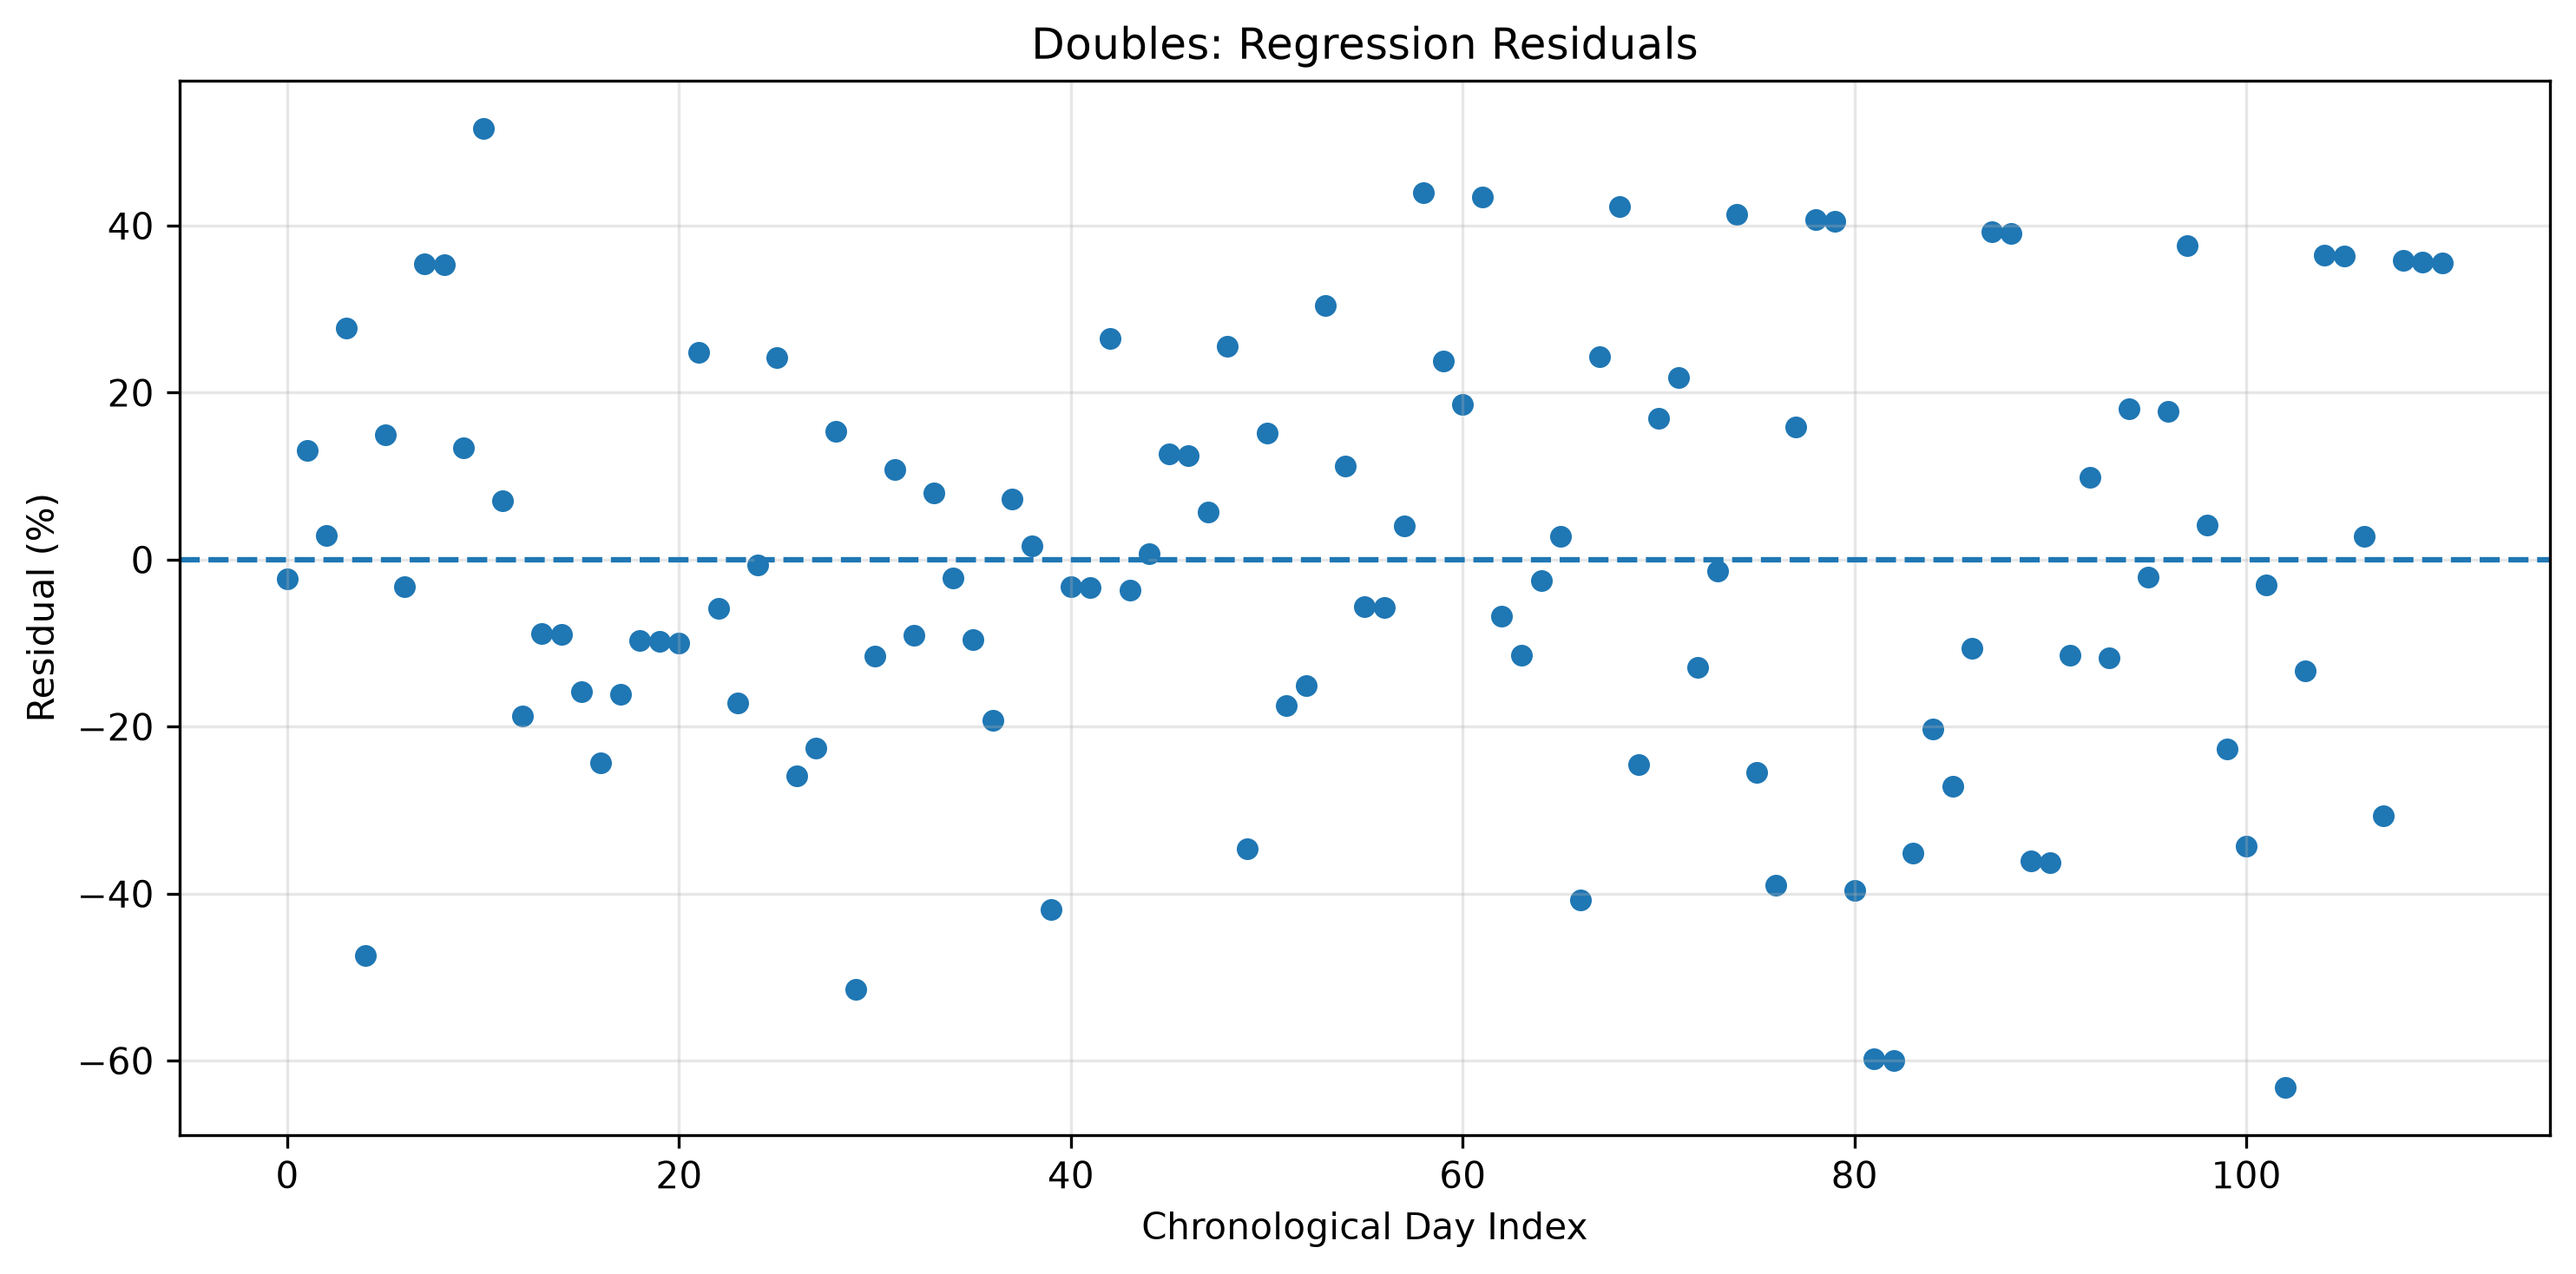 Doubles: Regression Residuals
Residual (%)
40
20
0
−20
−40
−60
0 20 40 60 80 100
Chronological Day Index